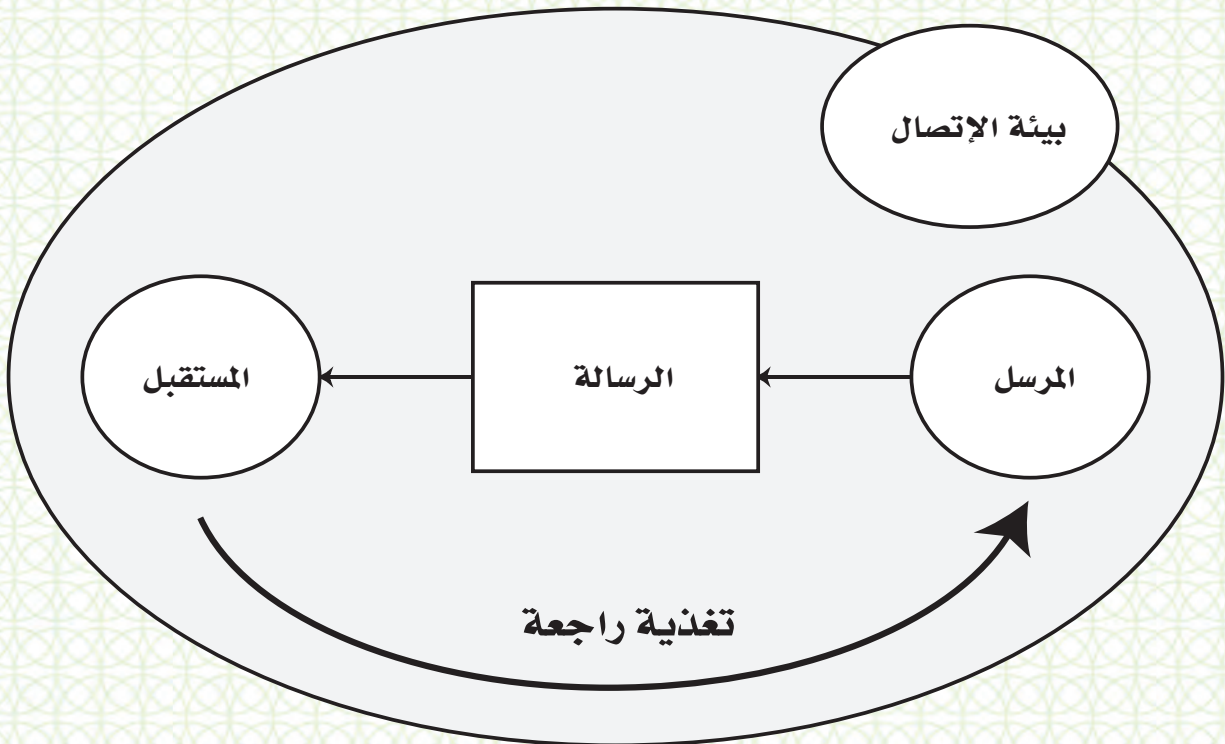 بيئة الإتصال
المرسل
الرسالة
المستقبل
تغذية راجعة